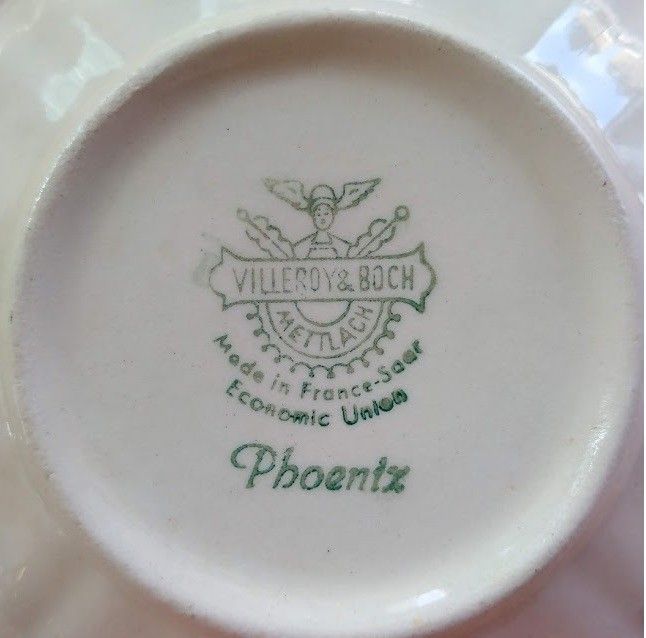 VILLEROY & BOCH
METTLACH
Made in France-Saar
Economic Union
Phoenix